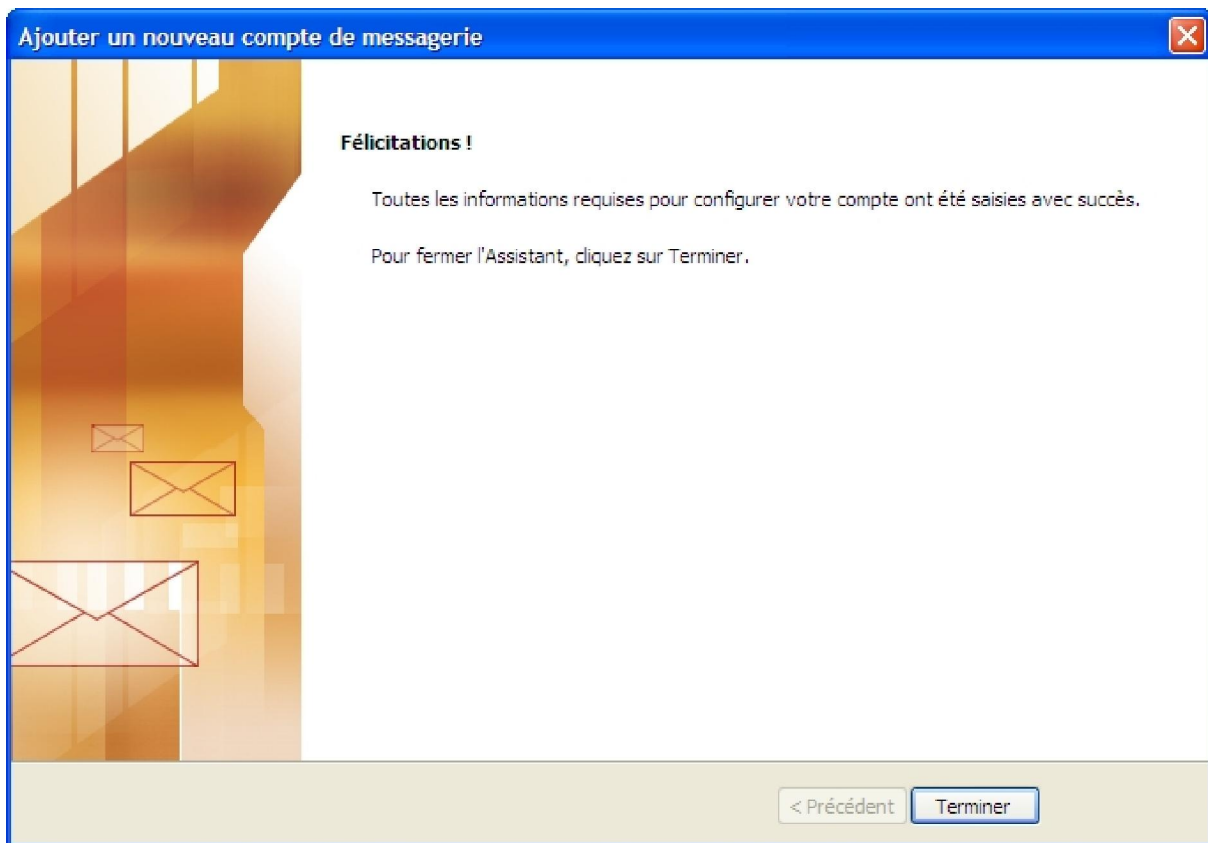 Ajouter un nouveau compte de messagerie
Félicitations !
Toutes les informations requises pour configurer votre compte ont été saisies avec succès.
Pour fermer l'Assistant, cliquez sur Terminer.
< Précédent
Terminer